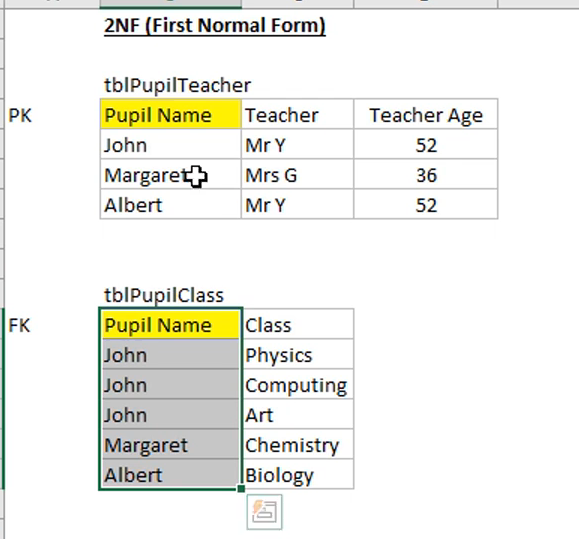 2NF (First Normal Form)
tblPupilTeacher
PK Pupil Name Teacher Teacher Age
John Mr Y 52
Margaret Mrs G 36
Albert Mr Y 52
tblPupilClass
FK Pupil Name Class
John Physics
John Computing
John Art
Margaret Chemistry
Albert Biology